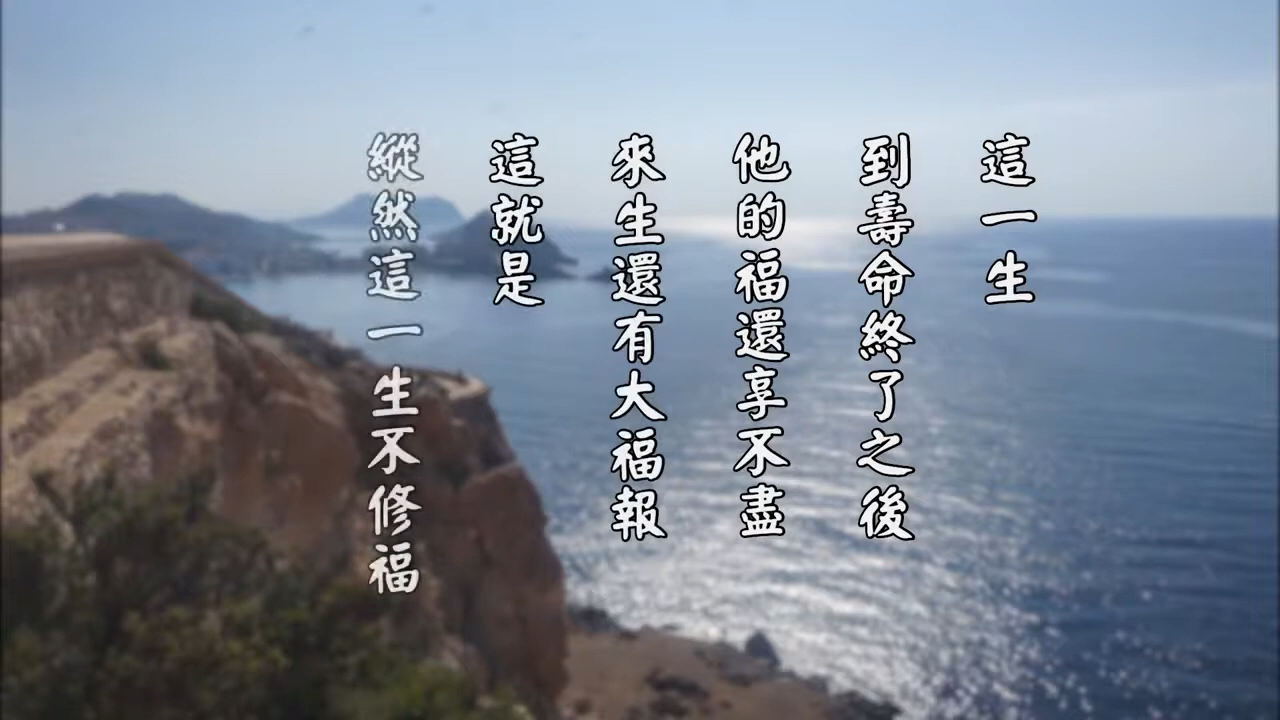 這一生
到壽命終了之後
他的福還享不盡
來生還有大福報
這就是
縱然這一生不修福